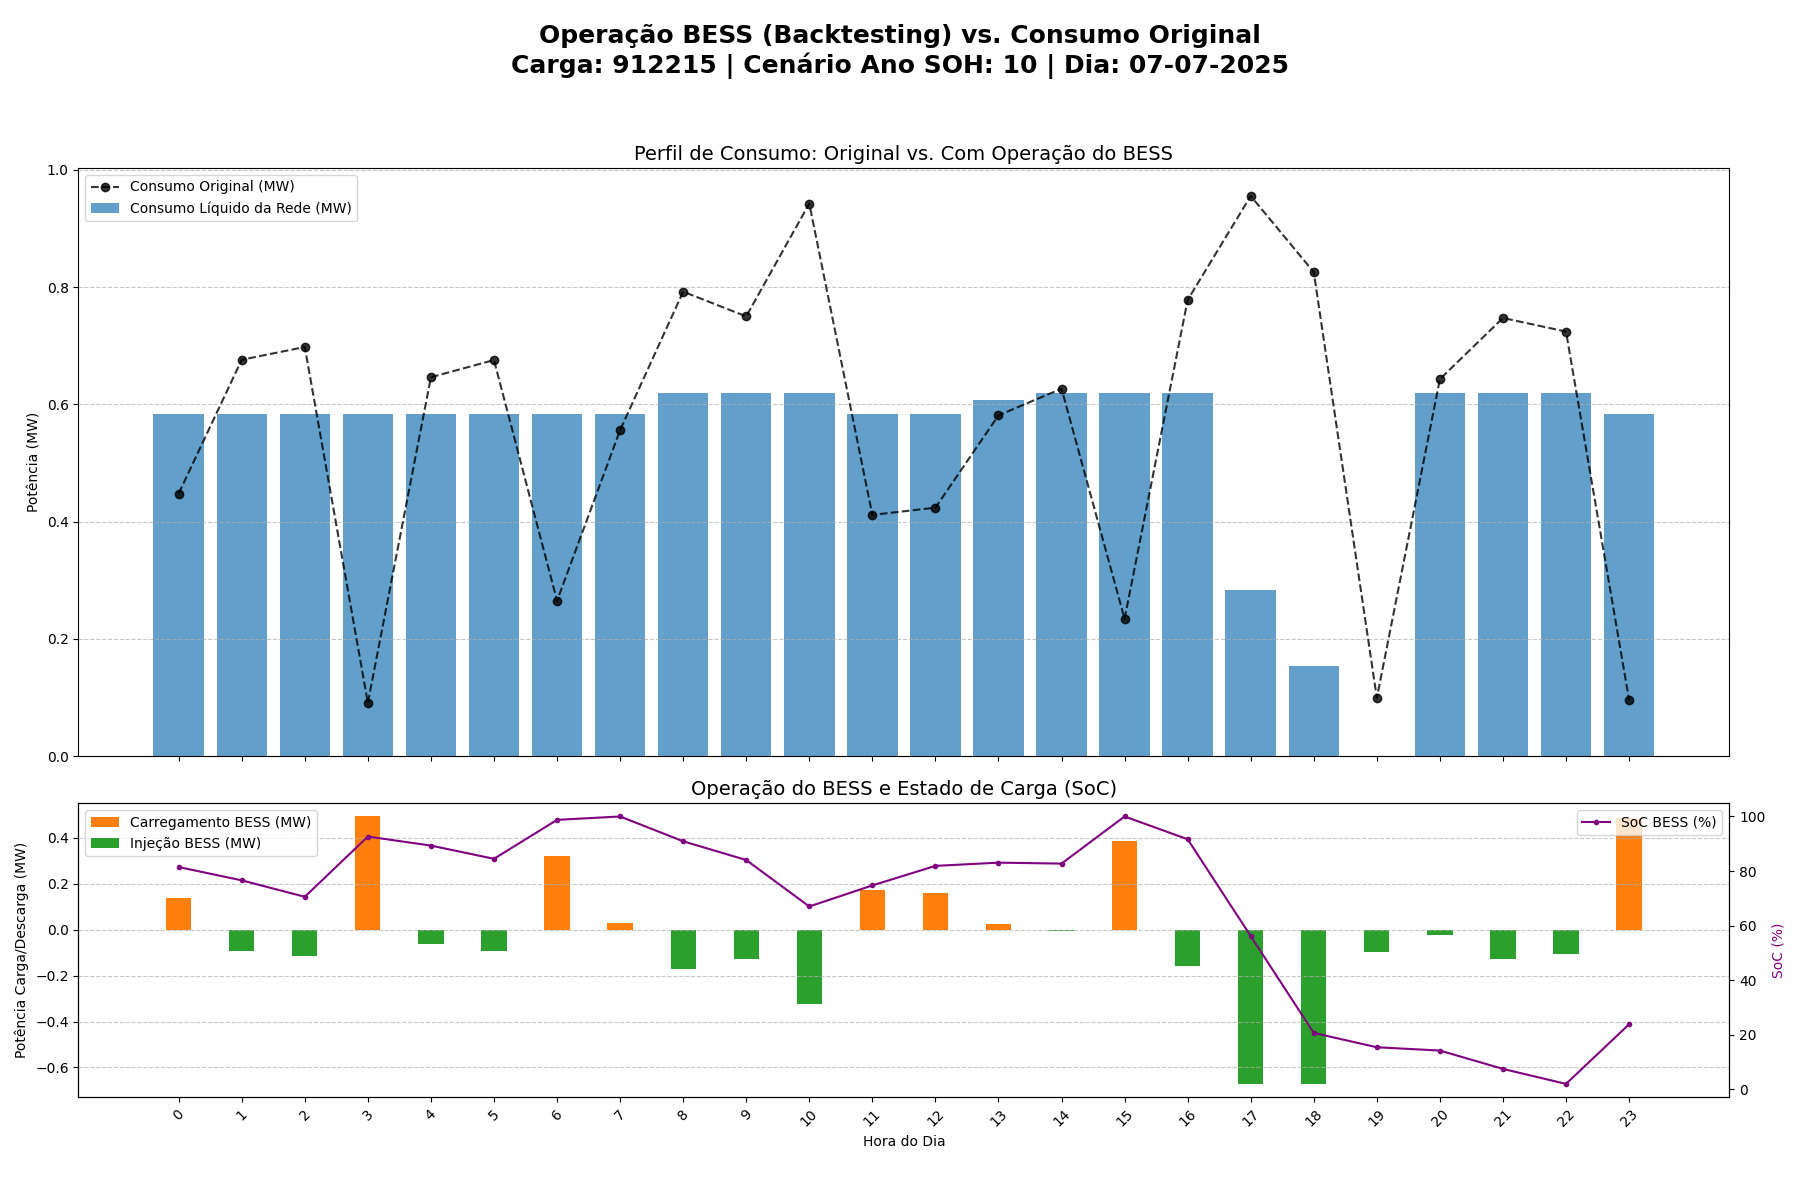 Operação BESS (Backtesting) vs. Consumo Original
Carga: 912215 | Cenário Ano SOH: 10 | Dia: 07-07-2025
Perfil de Consumo: Original vs. Com Operação do BESS
Consumo Original (MW)
Consumo Líquido da Rede (MW)
Potência (MW)
1.0
0.8
0.6
0.4
0.2
0.0
Operação do BESS e Estado de Carga (SoC)
Carregamento BESS (MW)
Injeção BESS (MW)
SoC BESS (%)
Potência Carga/Descarga (MW)
0.4
0.2
0.0
−0.2
−0.4
−0.6
100
80
60
40
20
0
SoC (%)
0 1 2 3 4 5 6 7 8 9 10 11 12 13 14 15 16 17 18 19 20 21 22 23
Hora do Dia